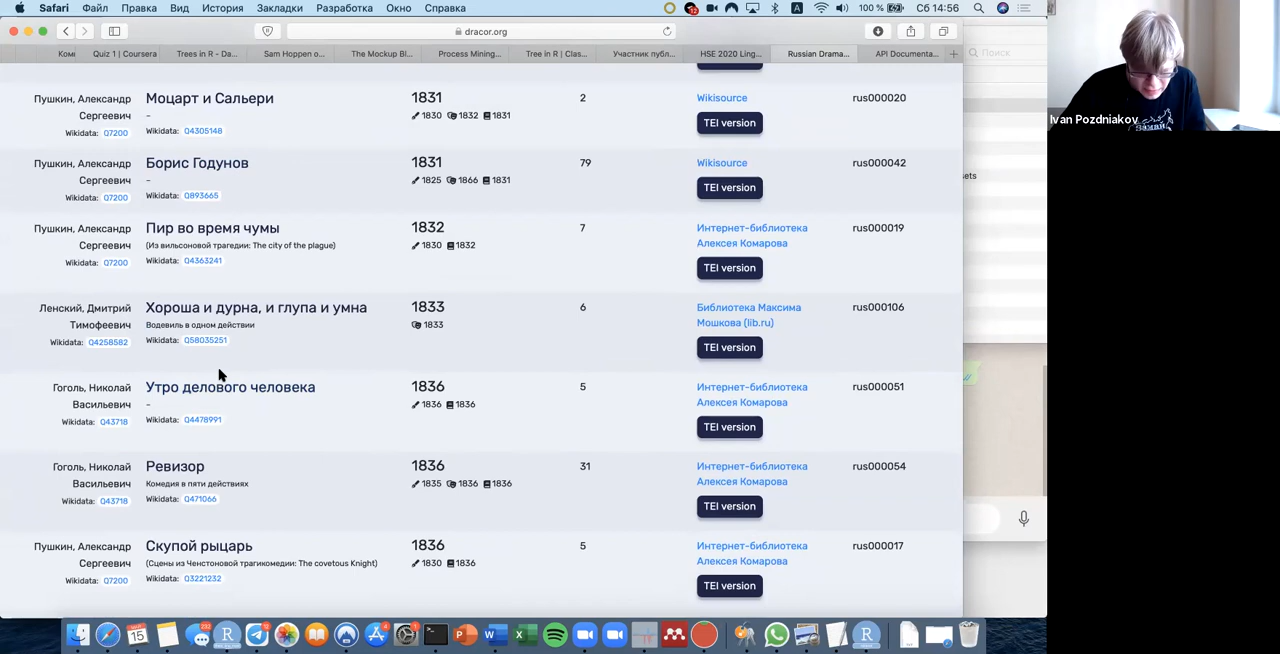 Safari Файл Правка Вид История Закладки Разработка Окно Справка 100 % Сб 14:56
dracor.org
Ком Quiz 1 | Coursera Trees in R - Da... Sam Hoppen o... The Mockup Bl... Process Mining... Tree in R | Clas... Участник публ... HSE 2020 Ling... Russian Drama... API Documenta...
Поиск
Пушкин, Александр Сергеевич
Wikidata: Q7200
Моцарт и Сальери
–
Wikidata: Q4305148
1831
1830 1832 1831
2
Wikisource
TEI version
rus000020
Пушкин, Александр Сергеевич
Wikidata: Q7200
Борис Годунов
–
Wikidata: Q893665
1831
1825 1866 1831
79
Wikisource
TEI version
rus000042
Пушкин, Александр Сергеевич
Wikidata: Q7200
Пир во время чумы
(Из вильсоновой трагедии: The city of the plague)
Wikidata: Q4363241
1832
1830 1832
7
Интернет-библиотека
Алексея Комарова
TEI version
rus000019
Ленский, Дмитрий
Тимофеевич
Wikidata: Q4258582
Хороша и дурна, и глупа и умна
Водевиль в одном действии
Wikidata: Q58035251
1833
1833
6
Библиотека Максима
Мошкова (lib.ru)
TEI version
rus000106
Гоголь, Николай
Васильевич
Wikidata: Q43718
Утро делового человека
–
Wikidata: Q4478991
1836
1836 1836
5
Интернет-библиотека
Алексея Комарова
TEI version
rus000051
Гоголь, Николай
Васильевич
Wikidata: Q43718
Ревизор
Комедия в пяти действиях
Wikidata: Q471066
1836
1835 1836 1836
31
Интернет-библиотека
Алексея Комарова
TEI version
rus000054
Пушкин, Александр
Сергеевич
Wikidata: Q7200
Скупой рыцарь
(Сцены из Ченстоновой трагикомедии: The covetous Knight)
Wikidata: Q3221232
1836
1830 1836
5
Интернет-библиотека
Алексея Комарова
TEI version
rus000017
sets
Ivan Pozdniakov